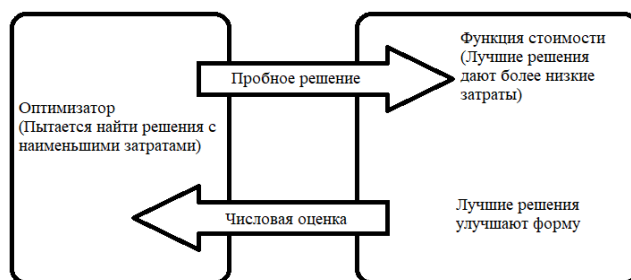 Оптимизатор
(Пытается найти решения с
наименьшими затратами)
Пробное решение
Функция стоимости
(Лучшие решения
дают более низкие
затраты)
Числовая оценка
Лучшие решения
улучшают форму